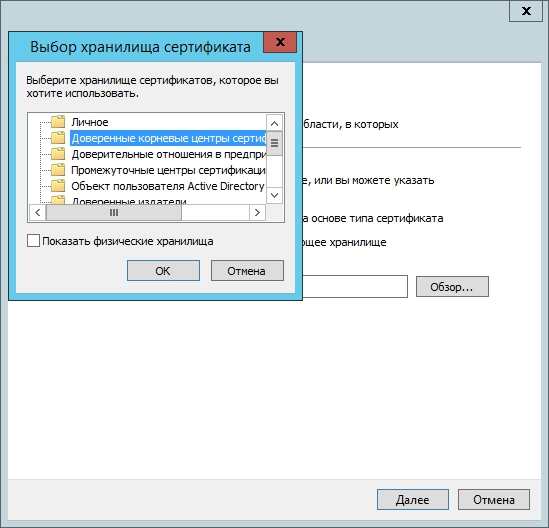 Выбор хранилища сертификата
Выберите хранилище сертификатов, которое вы
хотите использовать.
Личное
Доверенные корневые центры сертиф
Доверительные отношения в предпри
Промежуточные центры сертификаци
Объект пользователя Active Directory
Доверенные издатели
Показать физические хранилища
ОК
Отмена
бласти, в которых
е, или вы можете указать
а основе типа сертификата
ющее хранилище
Обзор...
Далее
Отмена